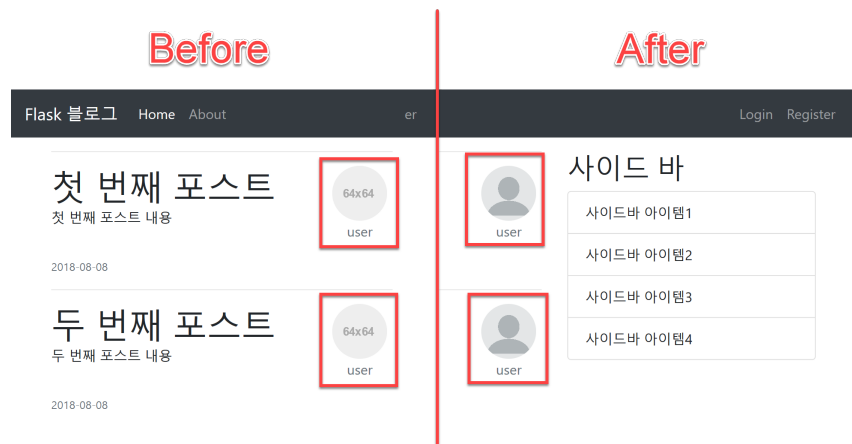 Before
After
Flask 블로그 Home About er Login Register
첫 번째 포스트
첫 번째 포스트 내용
2018-08-08
64x64
user
user
두 번째 포스트
두 번째 포스트 내용
2018-08-08
64x64
user
user
사이드 바
사이드바 아이템1
사이드바 아이템2
사이드바 아이템3
사이드바 아이템4